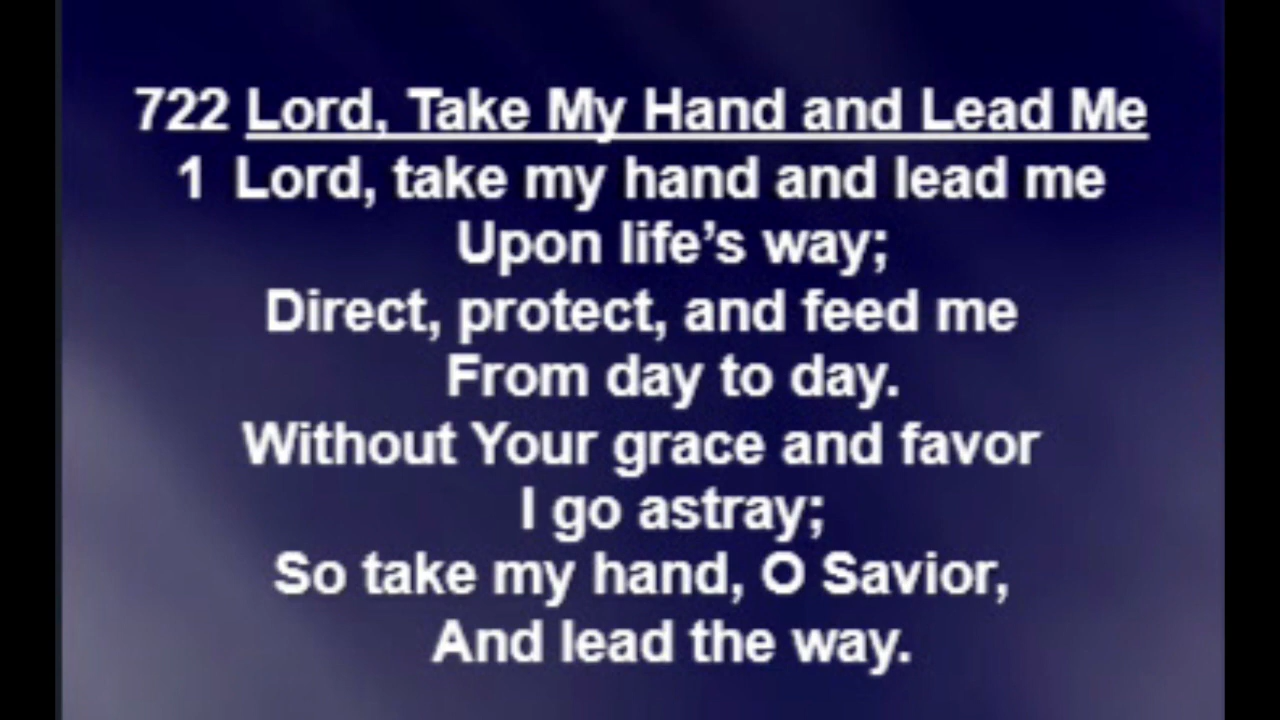 722 Lord, Take My Hand and Lead Me
1 Lord, take my hand and lead me
Upon life’s way;
Direct, protect, and feed me
From day to day.
Without Your grace and favor
I go astray;
So take my hand, O Savior,
And lead the way.